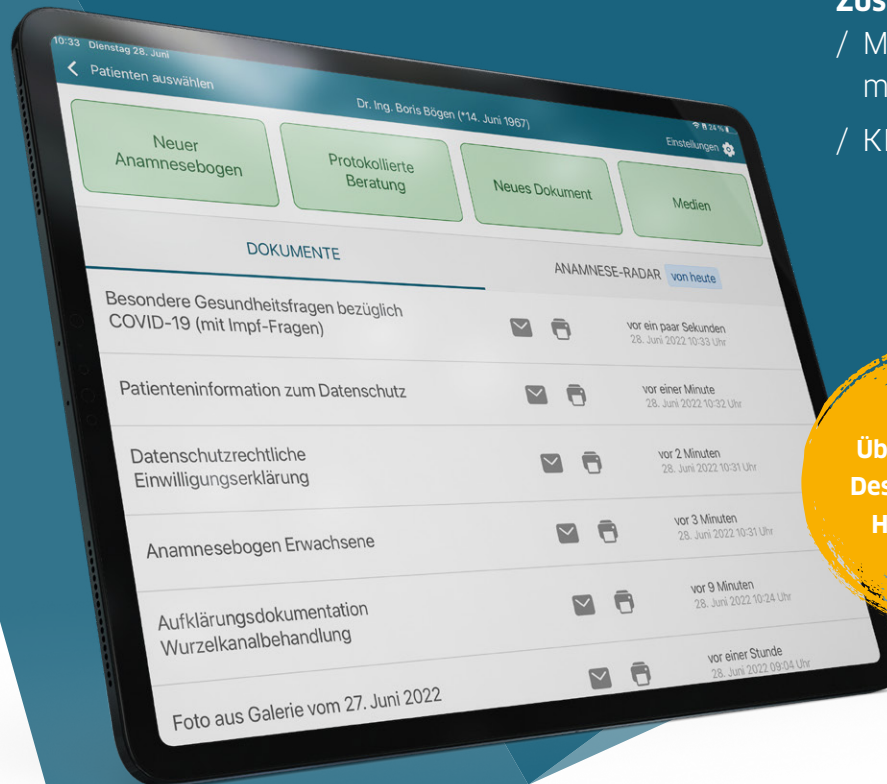 10:33 Dienstag 28. Juni
24 %
Patienten auswählen
Dr. Ing. Boris Bögen (*14. Juni 1967)
Einstellungen
Neuer
Anamnesebogen
Protokollierte
Beratung
Neues Dokument
Medien
DOKUMENTE
ANAMNESE-RADAR von heute
Besondere Gesundheitsfragen bezüglich
COVID-19 (mit Impf-Fragen)
vor ein paar Sekunden
28. Juni 2022 10:33 Uhr
Patienteninformation zum Datenschutz
vor einer Minute
28. Juni 2022 10:32 Uhr
Datenschutzrechtliche
Einwilligungserklärung
vor 2 Minuten
28. Juni 2022 10:31 Uhr
Anamnesebogen Erwachsene
vor 3 Minuten
28. Juni 2022 10:31 Uhr
Aufklärungsdokumentation
Wurzelkanalbehandlung
vor 9 Minuten
28. Juni 2022 10:24 Uhr
Foto aus Galerie vom 27. Juni 2022
vor einer Stunde
28. Juni 2022 09:04 Uhr